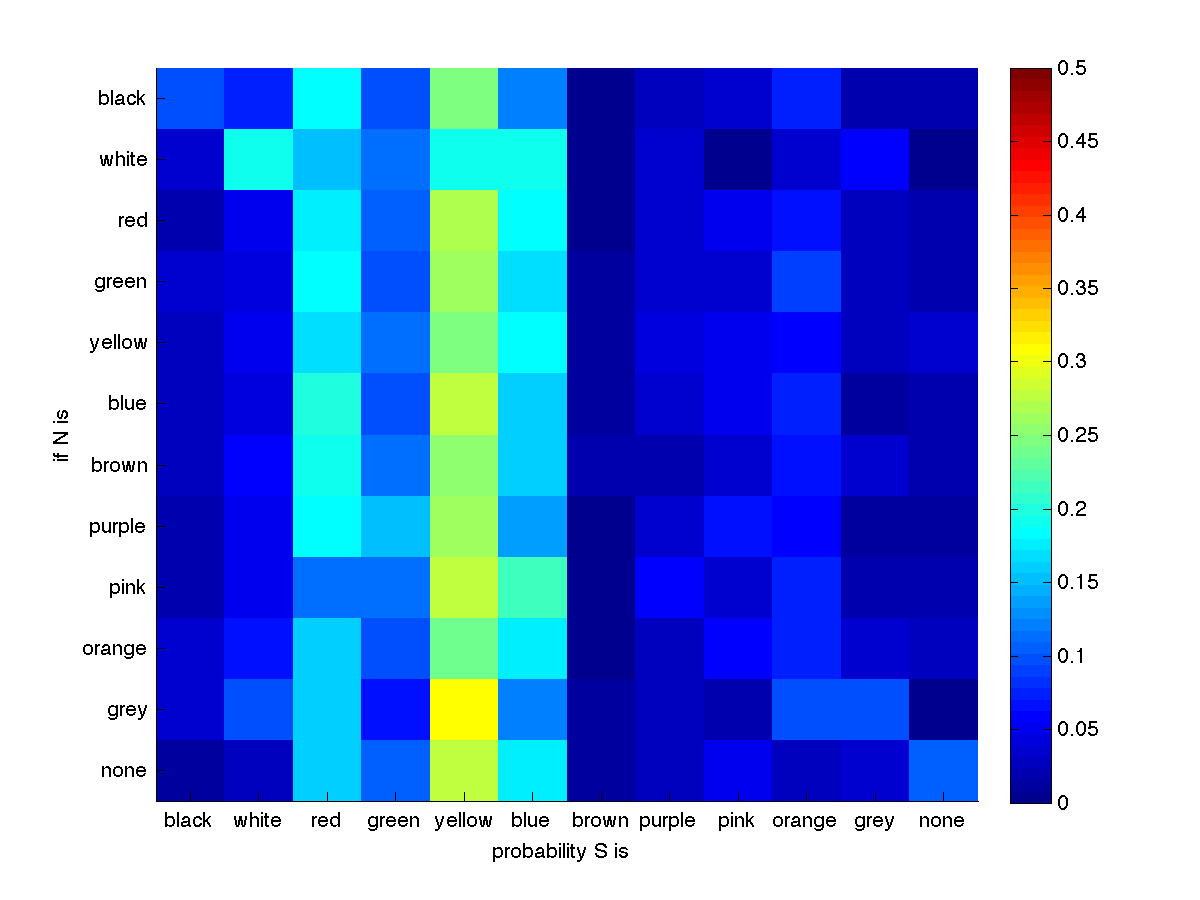 0.5
black
0.45
white
0.4
red
0.35
green
0.3
yellow
0.25
blue
if N is
0.2
brown
0.15
purple
pink
0.1
orange
0.05
grey
none
0
black white red green yellow blue brown purple pink orange grey none
probability S is